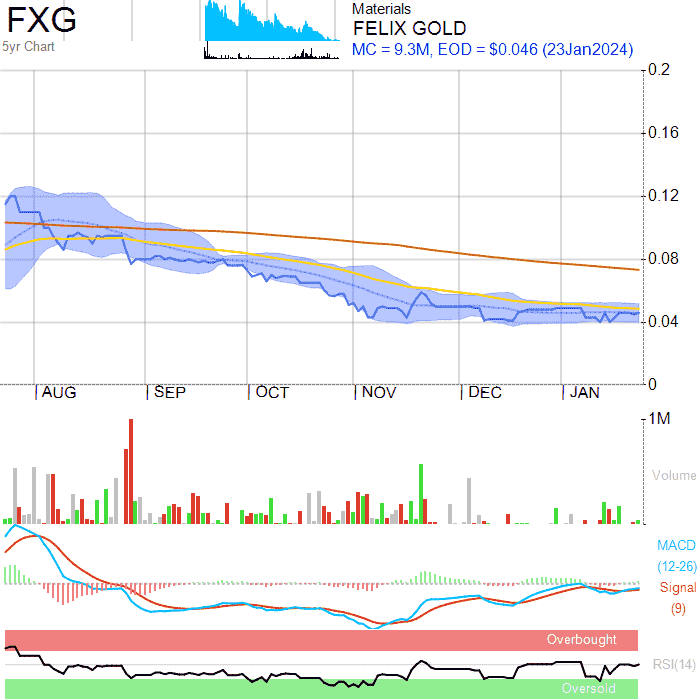 FXG
5yr Chart
Materials
FELIX GOLD
MC = 9.3M, EOD = $0.046 (23Jan2024)
0.2
0.16
0.12
0.08
0.04
0
AUG SEP OCT NOV DEC JAN
1M
Volume
MACD
(12-26)
Signal
(9)
Overbought
RSI(14)
Oversold